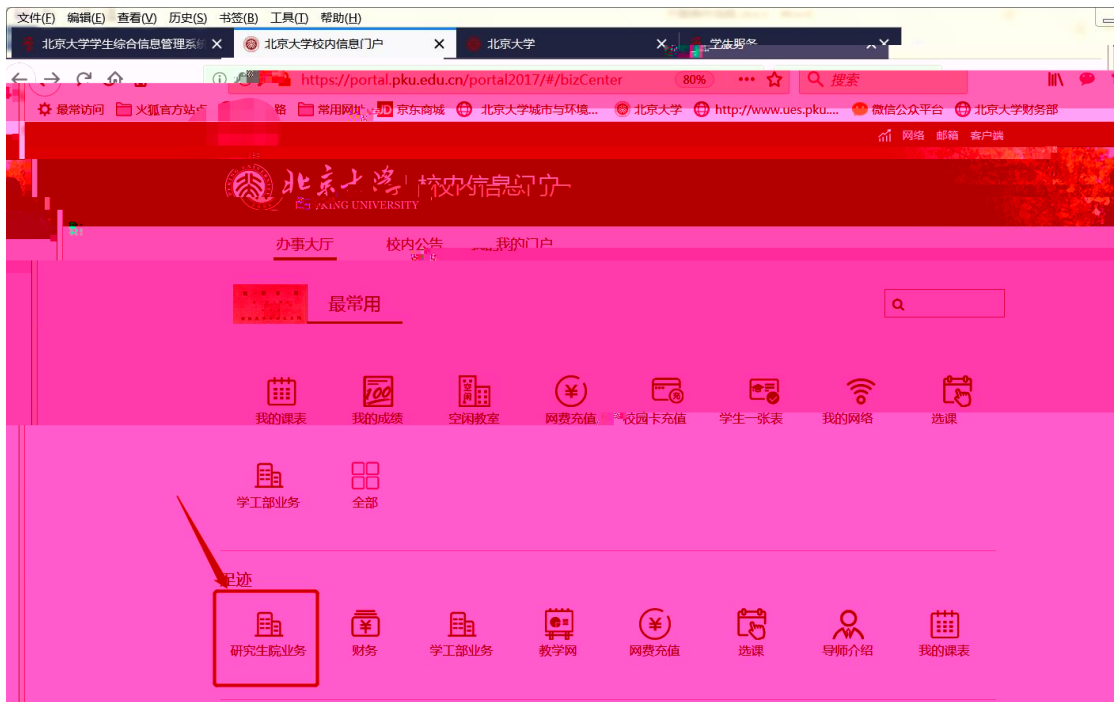 文件(F) 编辑(E) 查看(V) 历史(S) 书签(B) 工具(T) 帮助(H)
北京大学学生综合信息管理系统 北京大学校内信息门户 北京大学 学生服务
https://portal.pku.edu.cn/portal2017/#/bizCenter 80% 搜索
最常访问 火狐官方站点 常用网址 JD 京东商城 北京大学城市与环境... 北京大学 http://www.ues.pku.... 微信公众平台 北京大学财务部
网络 邮箱 客户端
北京大学 校内信息门户
UNIVERSITY
办事大厅 校内公告 我的门户
最常用
我的课表 我的成绩 空闲教室 网费充值 校园卡充值 学生一张表 我的网络 选课
学工部业务 全部
足迹
研究生院业务 财务 学工部业务 教学网 网费充值 选课 导师介绍 我的课表